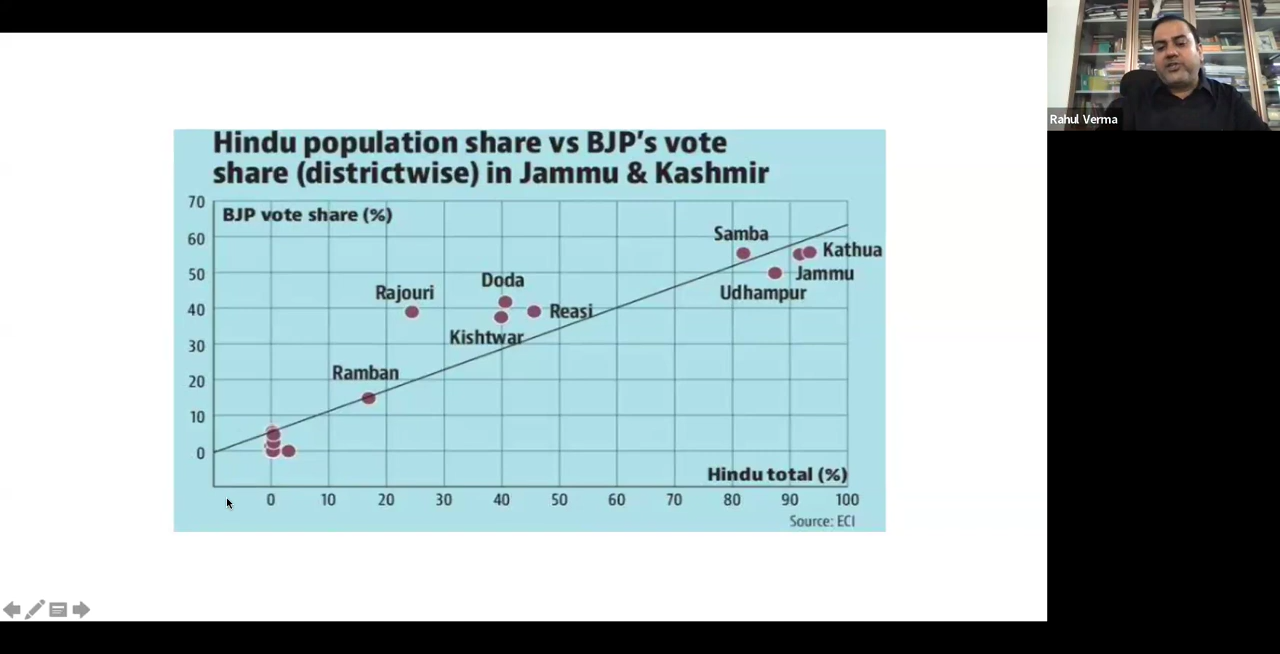 Rahul Verma
Hindu population share vs BJP's vote
share (districtwise) in Jammu & Kashmir
BJP vote share (%)
70
60
50
40
30
20
10
0
Samba
Kathua
Jammu
Udhampur
Doda
Rajouri
Reasi
Kishtwar
Ramban
Hindu total (%)
0 10 20 30 40 50 60 70 80 90 100
Source: ECI